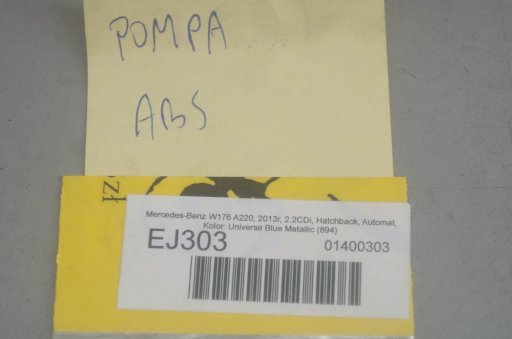 POMPA
ABS
Mercedes-Benz W176 A220, 2013r, 2.2CDi, Hatchback, Automat,
Kolor: Universe Blue Metallic (894)
EJ303
01400303